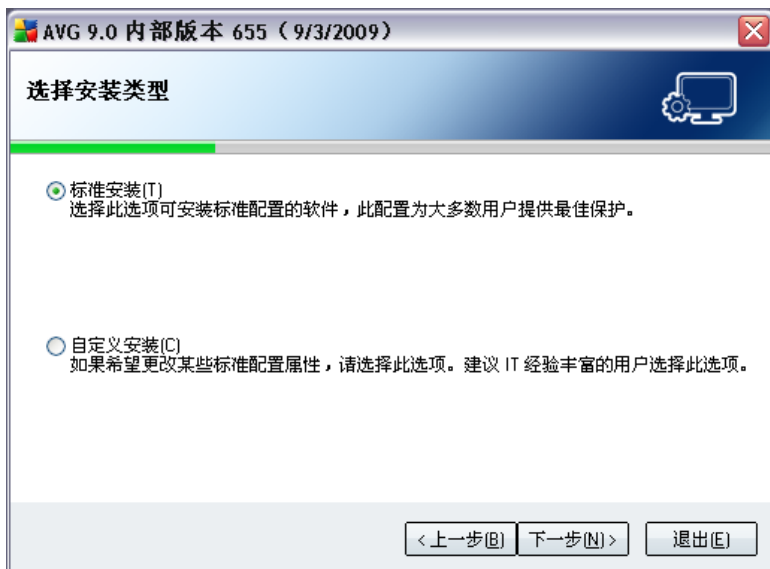 AVG 9.0 内部版本 655（9/3/2009）
选择安装类型
标准安装(T)
选择此选项可安装标准配置的软件，此配置为大多数用户提供最佳保护。
自定义安装(C)
如果希望更改某些标准配置属性，请选择此选项。建议 IT 经验丰富的用户选择此选项。
<上一步(B) 下一步(N)> 退出(E)